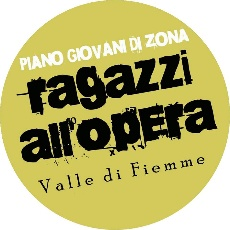 PIANO GIOVANI DI ZONA
ragazzi
all'opera
Valle di Fiemme